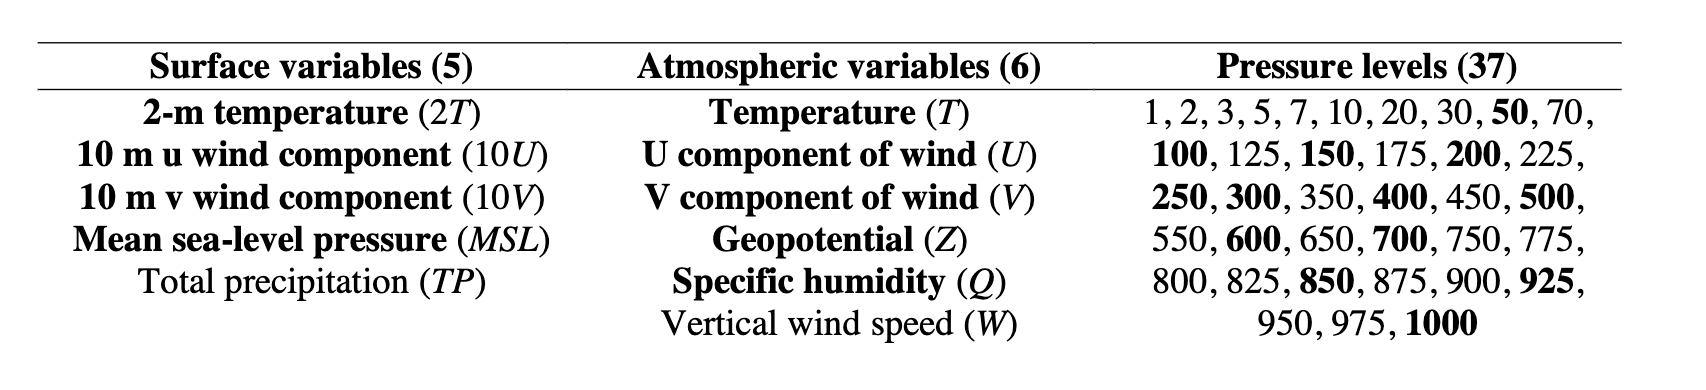 Surface variables (5) Atmospheric variables (6) Pressure levels (37)
2-m temperature (2T) Temperature (T) 1, 2, 3, 5, 7, 10, 20, 30, 50, 70,
10 m u wind component (10U) U component of wind (U) 100, 125, 150, 175, 200, 225,
10 m v wind component (10V) V component of wind (V) 250, 300, 350, 400, 450, 500,
Mean sea-level pressure (MSL) Geopotential (Z) 550, 600, 650, 700, 750, 775,
Total precipitation (TP) Specific humidity (Q) 800, 825, 850, 875, 900, 925,
Vertical wind speed (W) 950, 975, 1000